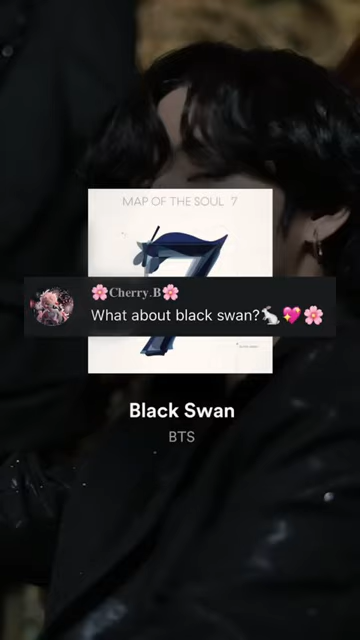 MAP OF THE SOUL 7
🌸𝐂𝐡𝐞𝐫𝐫𝐲.𝐁🌸
What about black swan?🐇💖🌸
Black Swan
BTS